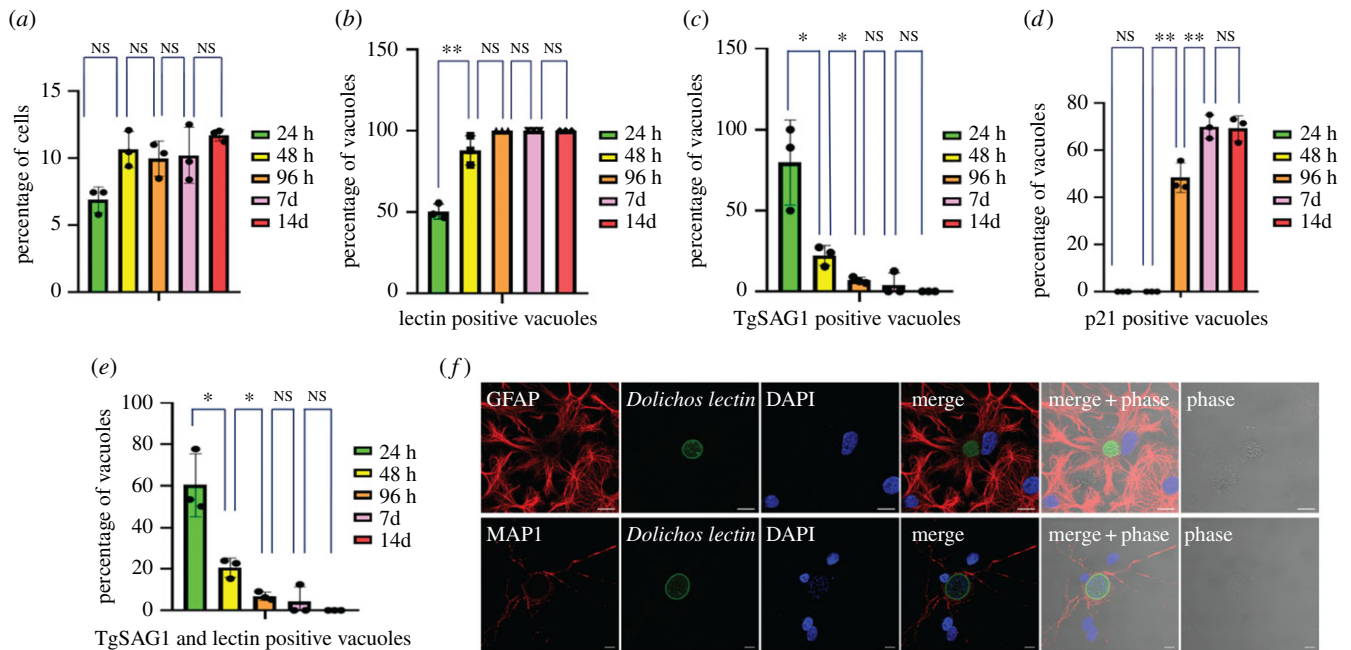 (a)
NS NS NS NS
percentage of cells
15
10
5
0
24 h
48 h
96 h
7d
14d
(b)
** NS NS NS
percentage of vacuoles
150
100
50
0
24 h
48 h
96 h
7d
14d
lectin positive vacuoles
(c)
* * NS NS
percentage of vacuoles
150
100
50
0
24 h
48 h
96 h
7d
14d
TgSAG1 positive vacuoles
(d)
NS ** ** NS
percentage of vacuoles
80
60
40
20
0
24 h
48 h
96 h
7d
14d
p21 positive vacuoles
(e)
* * NS NS
percentage of vacuoles
100
80
60
40
20
0
24 h
48 h
96 h
7d
14d
TgSAG1 and lectin positive vacuoles
(f)
GFAP Dolichos lectin DAPI merge merge + phase phase
MAP1 Dolichos lectin DAPI merge merge + phase phase